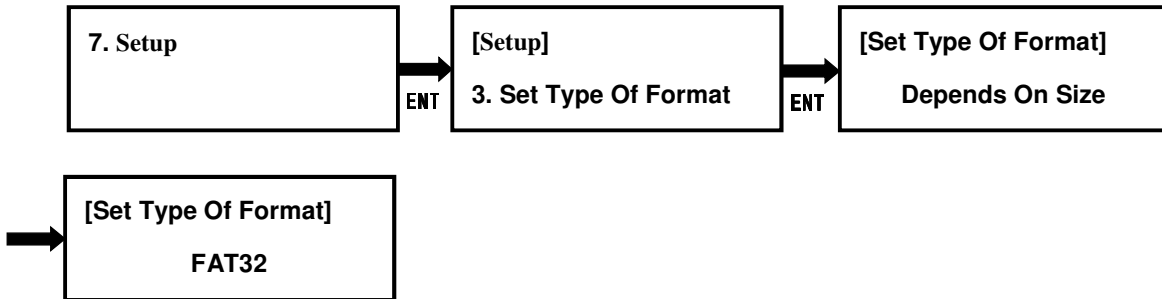 7. Setup
ENT
[Setup]
3. Set Type Of Format
ENT
[Set Type Of Format]
Depends On Size
[Set Type Of Format]
FAT32